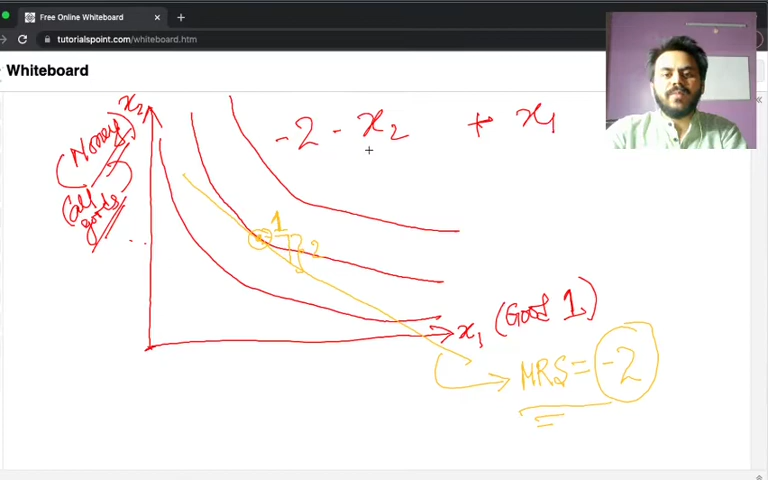 Free Online Whiteboard
tutorialspoint.com/whiteboard.htm
Whiteboard
x2
-2 - x2 + x1
(Money)
(all goods
1
2
x1 (Good 1)
MRS = -2